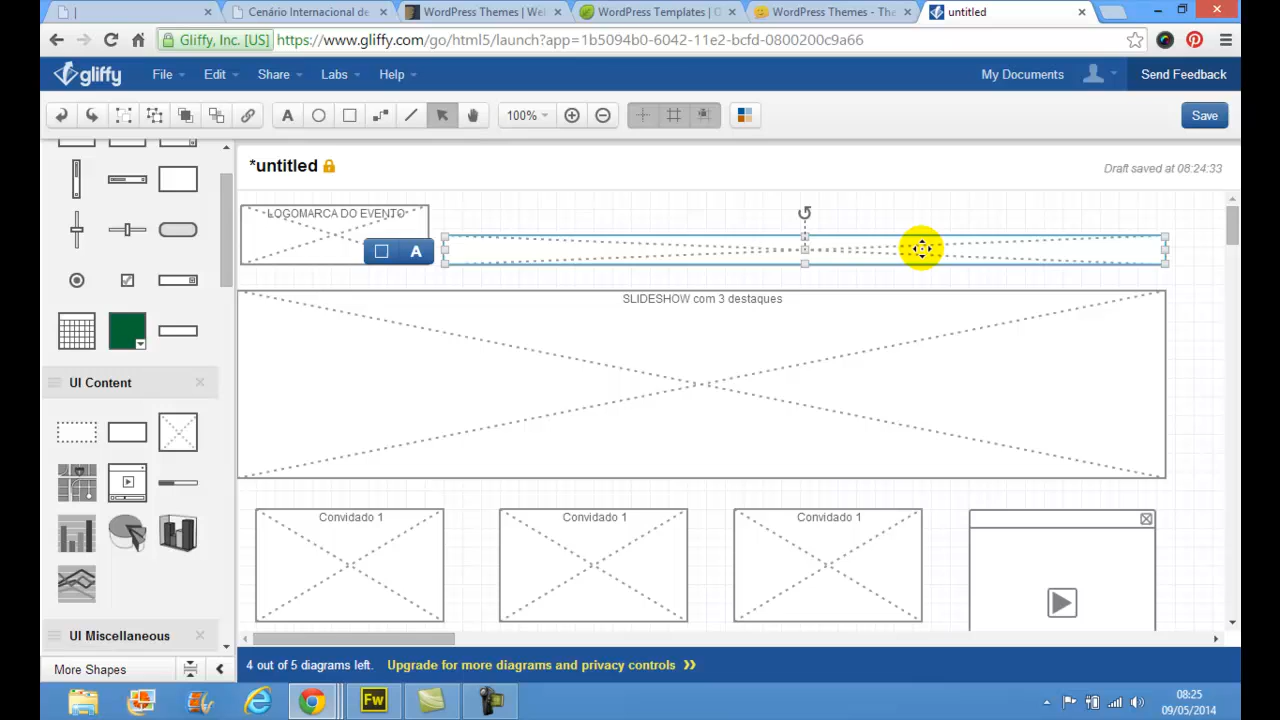 Cenário Internacional de
WordPress Themes | Wel
WordPress Templates | O
WordPress Themes - The
untitled
Gliffy, Inc. [US]
https://www.gliffy.com/go/html5/launch?app=1b5094b0-6042-11e2-bcfd-0800200c9a66
gliffy
File
Edit
Share
Labs
Help
My Documents
Send Feedback
A
100%
Save
*untitled
Draft saved at 08:24:33
LOGOMARCA DO EVENTO
A
SLIDESHOW com 3 destaques
UI Content
Convidado 1
Convidado 1
Convidado 1
UI Miscellaneous
More Shapes
4 out of 5 diagrams left.
Upgrade for more diagrams and privacy controls
Fw
08:25
09/05/2014